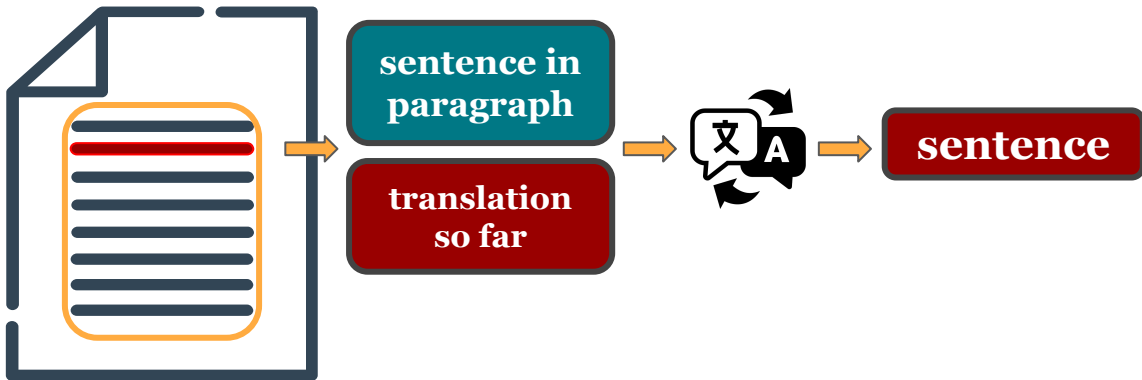 sentence in
paragraph
translation
so far
文
A
sentence